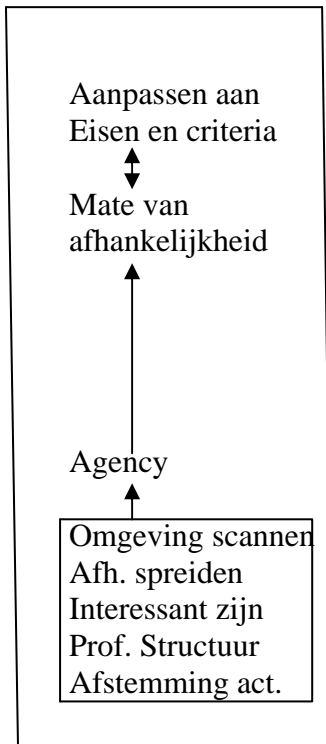 Aanpassen aan
Eisen en criteria
Mate van
afhankelijkheid
Agency
Omgeving scannen
Afh. spreiden
Interessant zijn
Prof. Structuur
Afstemming act.